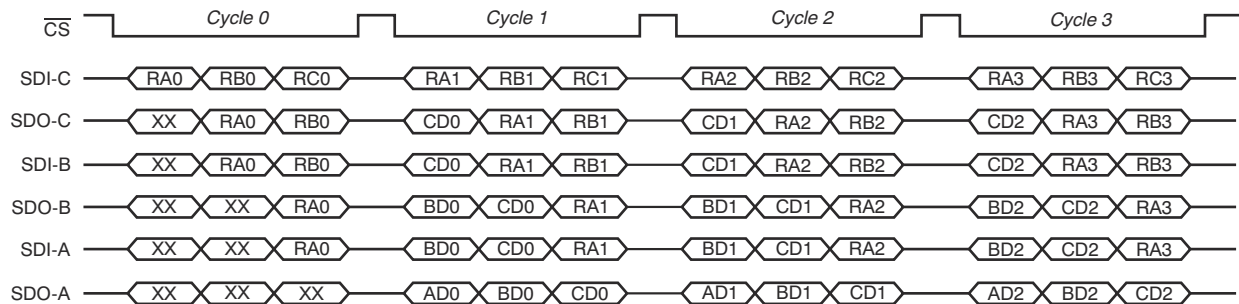 CS Cycle 0 Cycle 1 Cycle 2 Cycle 3
SDI-C RA0 RB0 RC0 RA1 RB1 RC1 RA2 RB2 RC2 RA3 RB3 RC3
SDO-C XX RA0 RB0 CD0 RA1 RB1 CD1 RA2 RB2 CD2 RA3 RB3
SDI-B XX RA0 RB0 CD0 RA1 RB1 CD1 RA2 RB2 CD2 RA3 RB3
SDO-B XX XX RA0 BD0 CD0 RA1 BD1 CD1 RA2 BD2 CD2 RA3
SDI-A XX XX RA0 BD0 CD0 RA1 BD1 CD1 RA2 BD2 CD2 RA3
SDO-A XX XX XX AD0 BD0 CD0 AD1 BD1 CD1 AD2 BD2 CD2